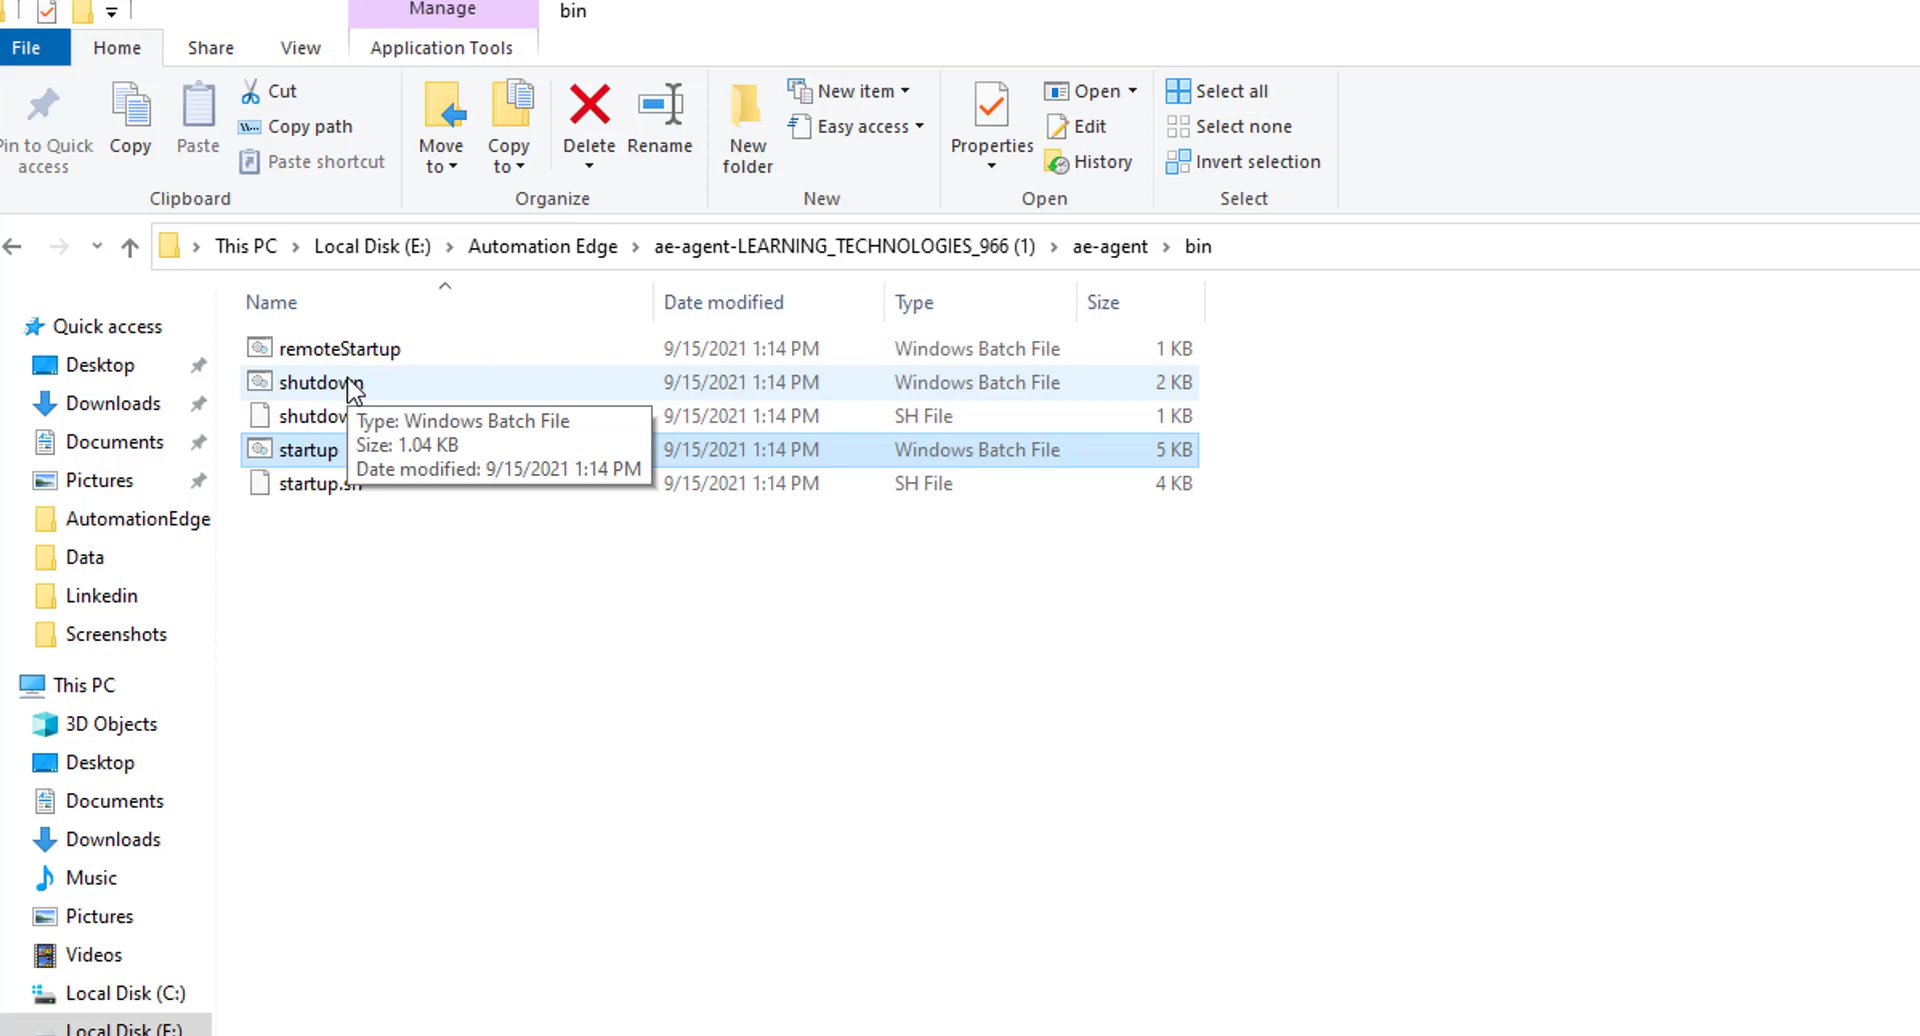 Manage
bin
File
Home
Share
View
Application Tools
Pin to Quick access
Copy
Paste
Cut
Copy path
Paste shortcut
Clipboard
Move to
Copy to
Delete
Rename
Organize
New folder
New item
Easy access
New
Properties
Open
Edit
History
Open
Select all
Select none
Invert selection
Select
This PC > Local Disk (E:) > Automation Edge > ae-agent-LEARNING_TECHNOLOGIES_966 (1) > ae-agent > bin
Name Date modified Type Size
remoteStartup 9/15/2021 1:14 PM Windows Batch File 1 KB
shutdown 9/15/2021 1:14 PM Windows Batch File 2 KB
shutdow 9/15/2021 1:14 PM SH File 1 KB
startup 9/15/2021 1:14 PM Windows Batch File 5 KB
startup.sh 9/15/2021 1:14 PM SH File 4 KB
Type: Windows Batch File
Size: 1.04 KB
Date modified: 9/15/2021 1:14 PM
Quick access
Desktop
Downloads
Documents
Pictures
AutomationEdge
Data
Linkedin
Screenshots
This PC
3D Objects
Desktop
Documents
Downloads
Music
Pictures
Videos
Local Disk (C:)
Local Disk (E:)